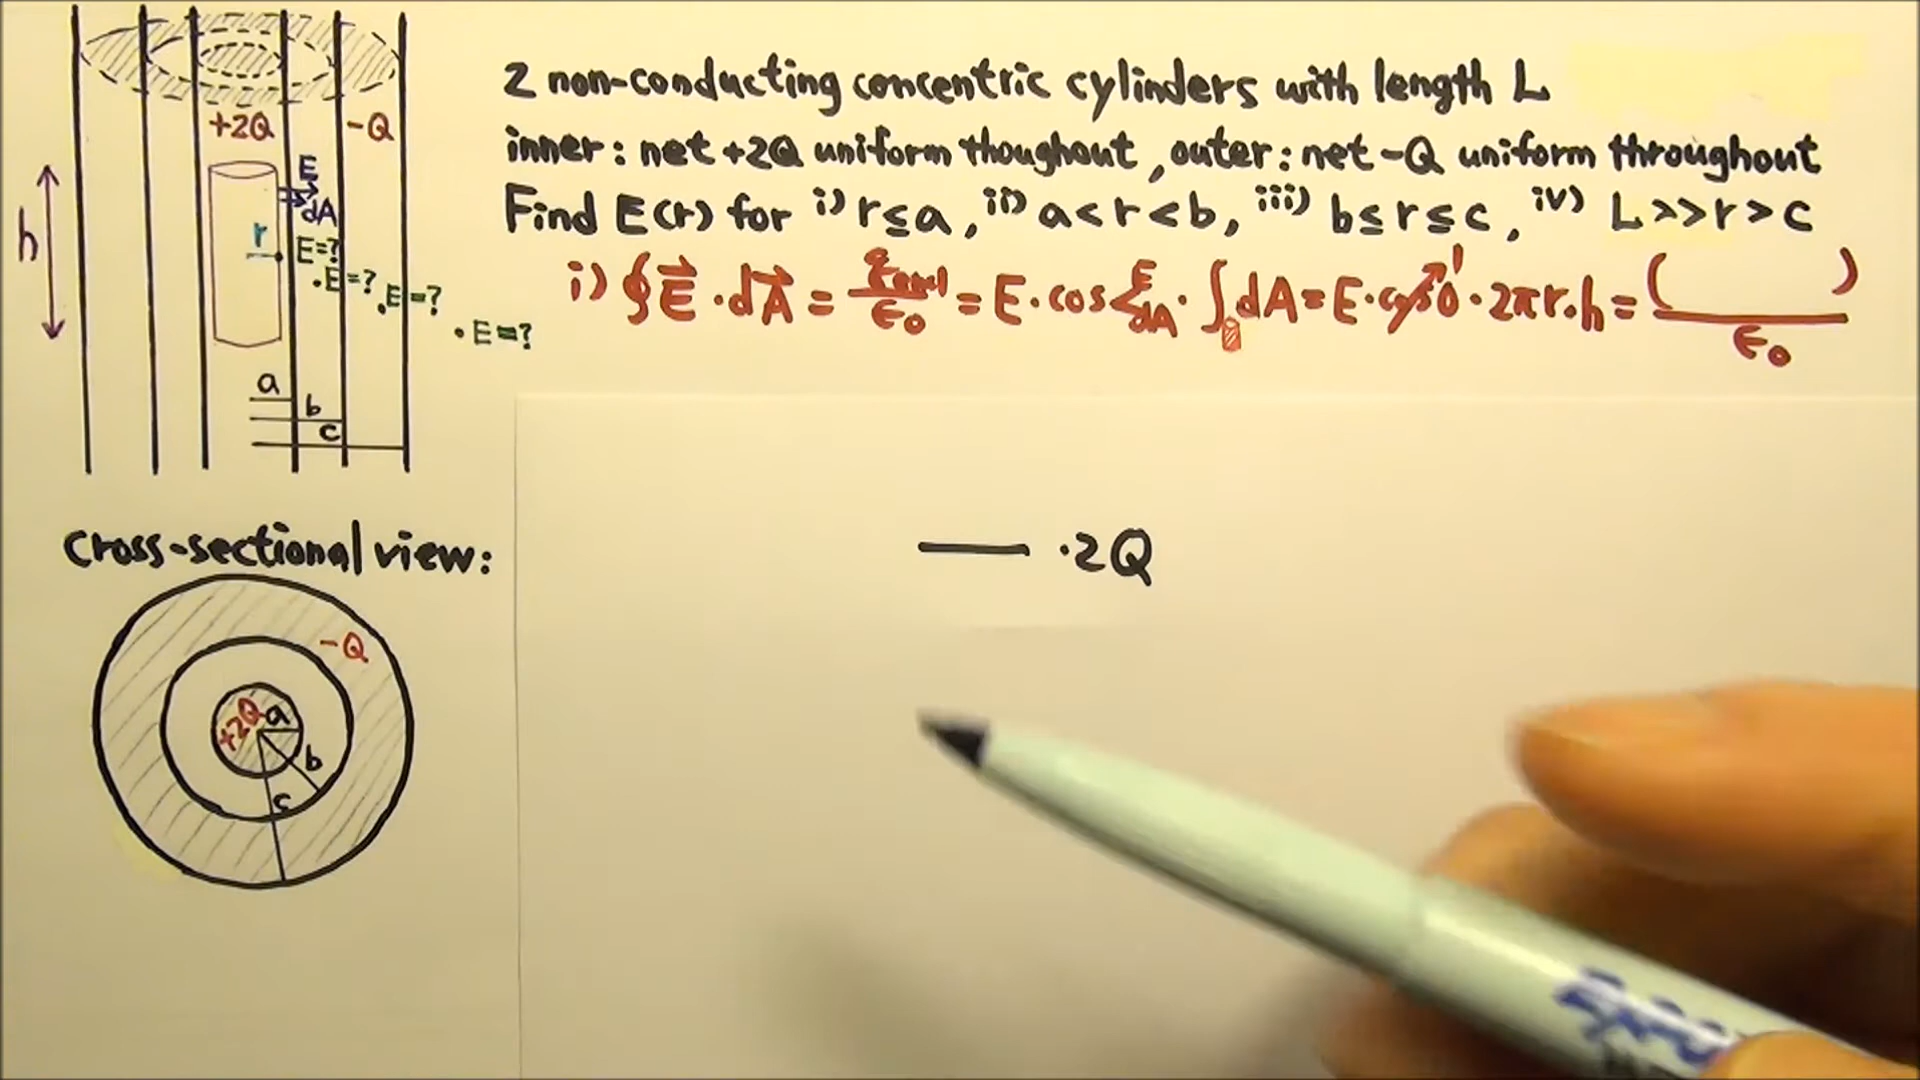 2 non-conducting concentric cylinders with length L
inner: net +2Q uniform thoughout, outer: net -Q uniform throughout
Find E(r) for i) r≤a, ii) a<r<b, iii) b≤r≤c, iv) L>>r>c
i) ∮E⃗·dA⃗ = q_encl/ε₀ = E·cos∠E dA·∫dA = E·cos0 1·2πr·h = ( )/ε₀
+2Q
-Q
E
dA
h
r
E=?
.E=?
.E=?
.E=?
a
b
c
— ·2Q
cross-sectional view:
-Q
+2Q
a
b
c